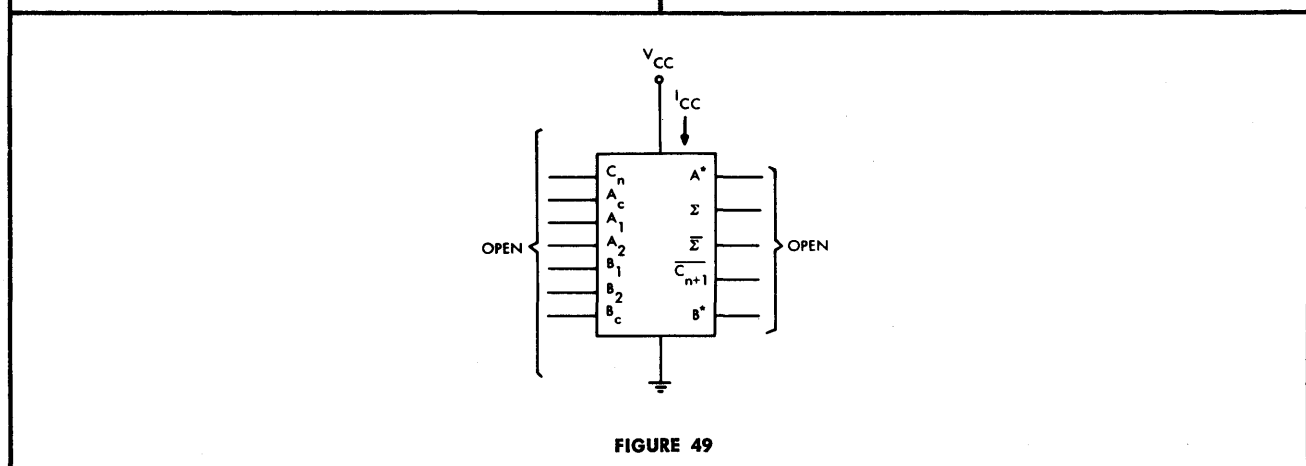 VCC
ICC
Cn
Ac
A1
A2
B1
B2
Bc
A*
Σ
Σ̅
C̅n+1
B*
OPEN
OPEN
FIGURE 49